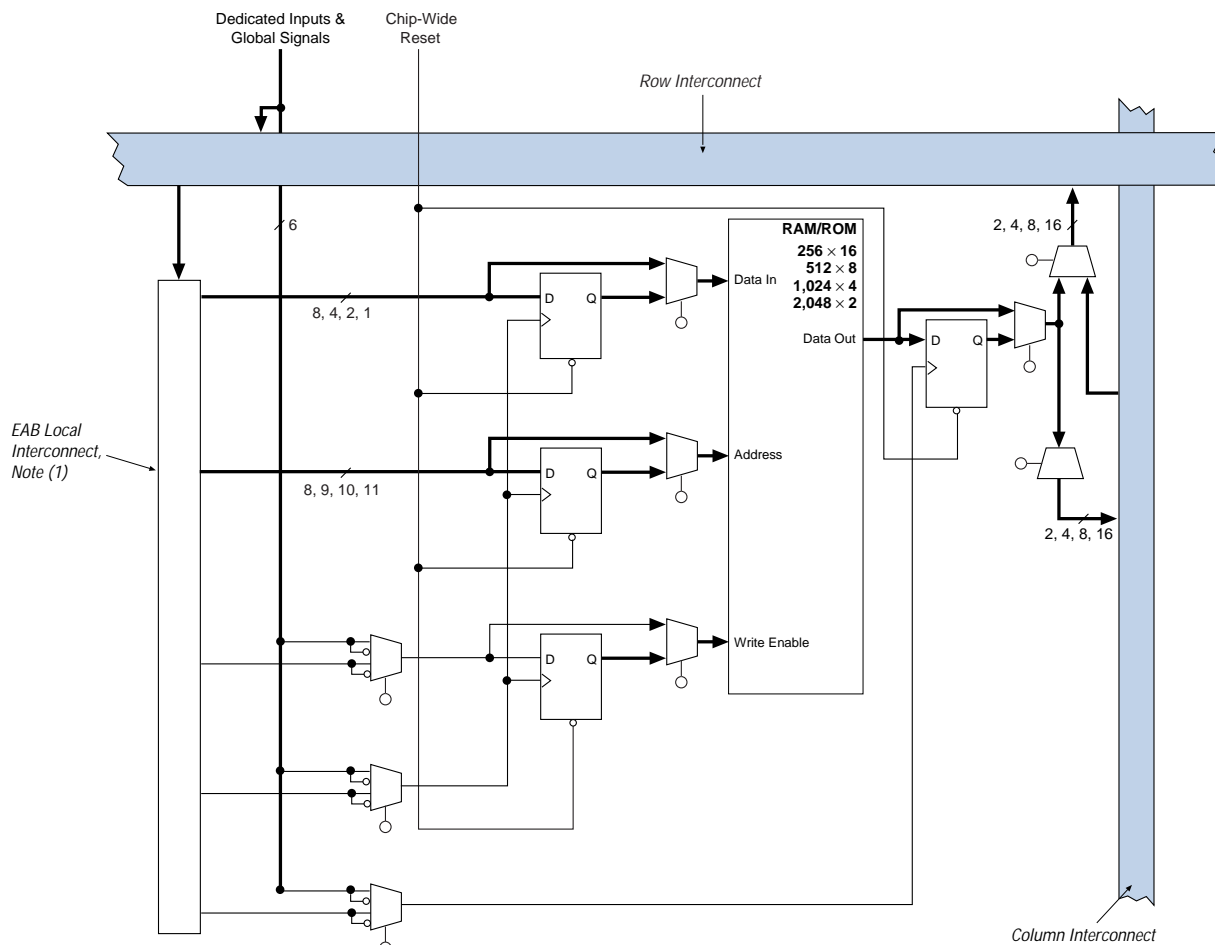 Dedicated Inputs &
Global Signals
Chip-Wide
Reset
Row Interconnect
6
2, 4, 8, 16
RAM/ROM
256 × 16
512 × 8
1,024 × 4
2,048 × 2
Data In
D Q
8, 4, 2, 1
Data Out
D Q
EAB Local
Interconnect,
Note (1)
D Q
Address
8, 9, 10, 11
2, 4, 8, 16
D Q
Write Enable
Column Interconnect